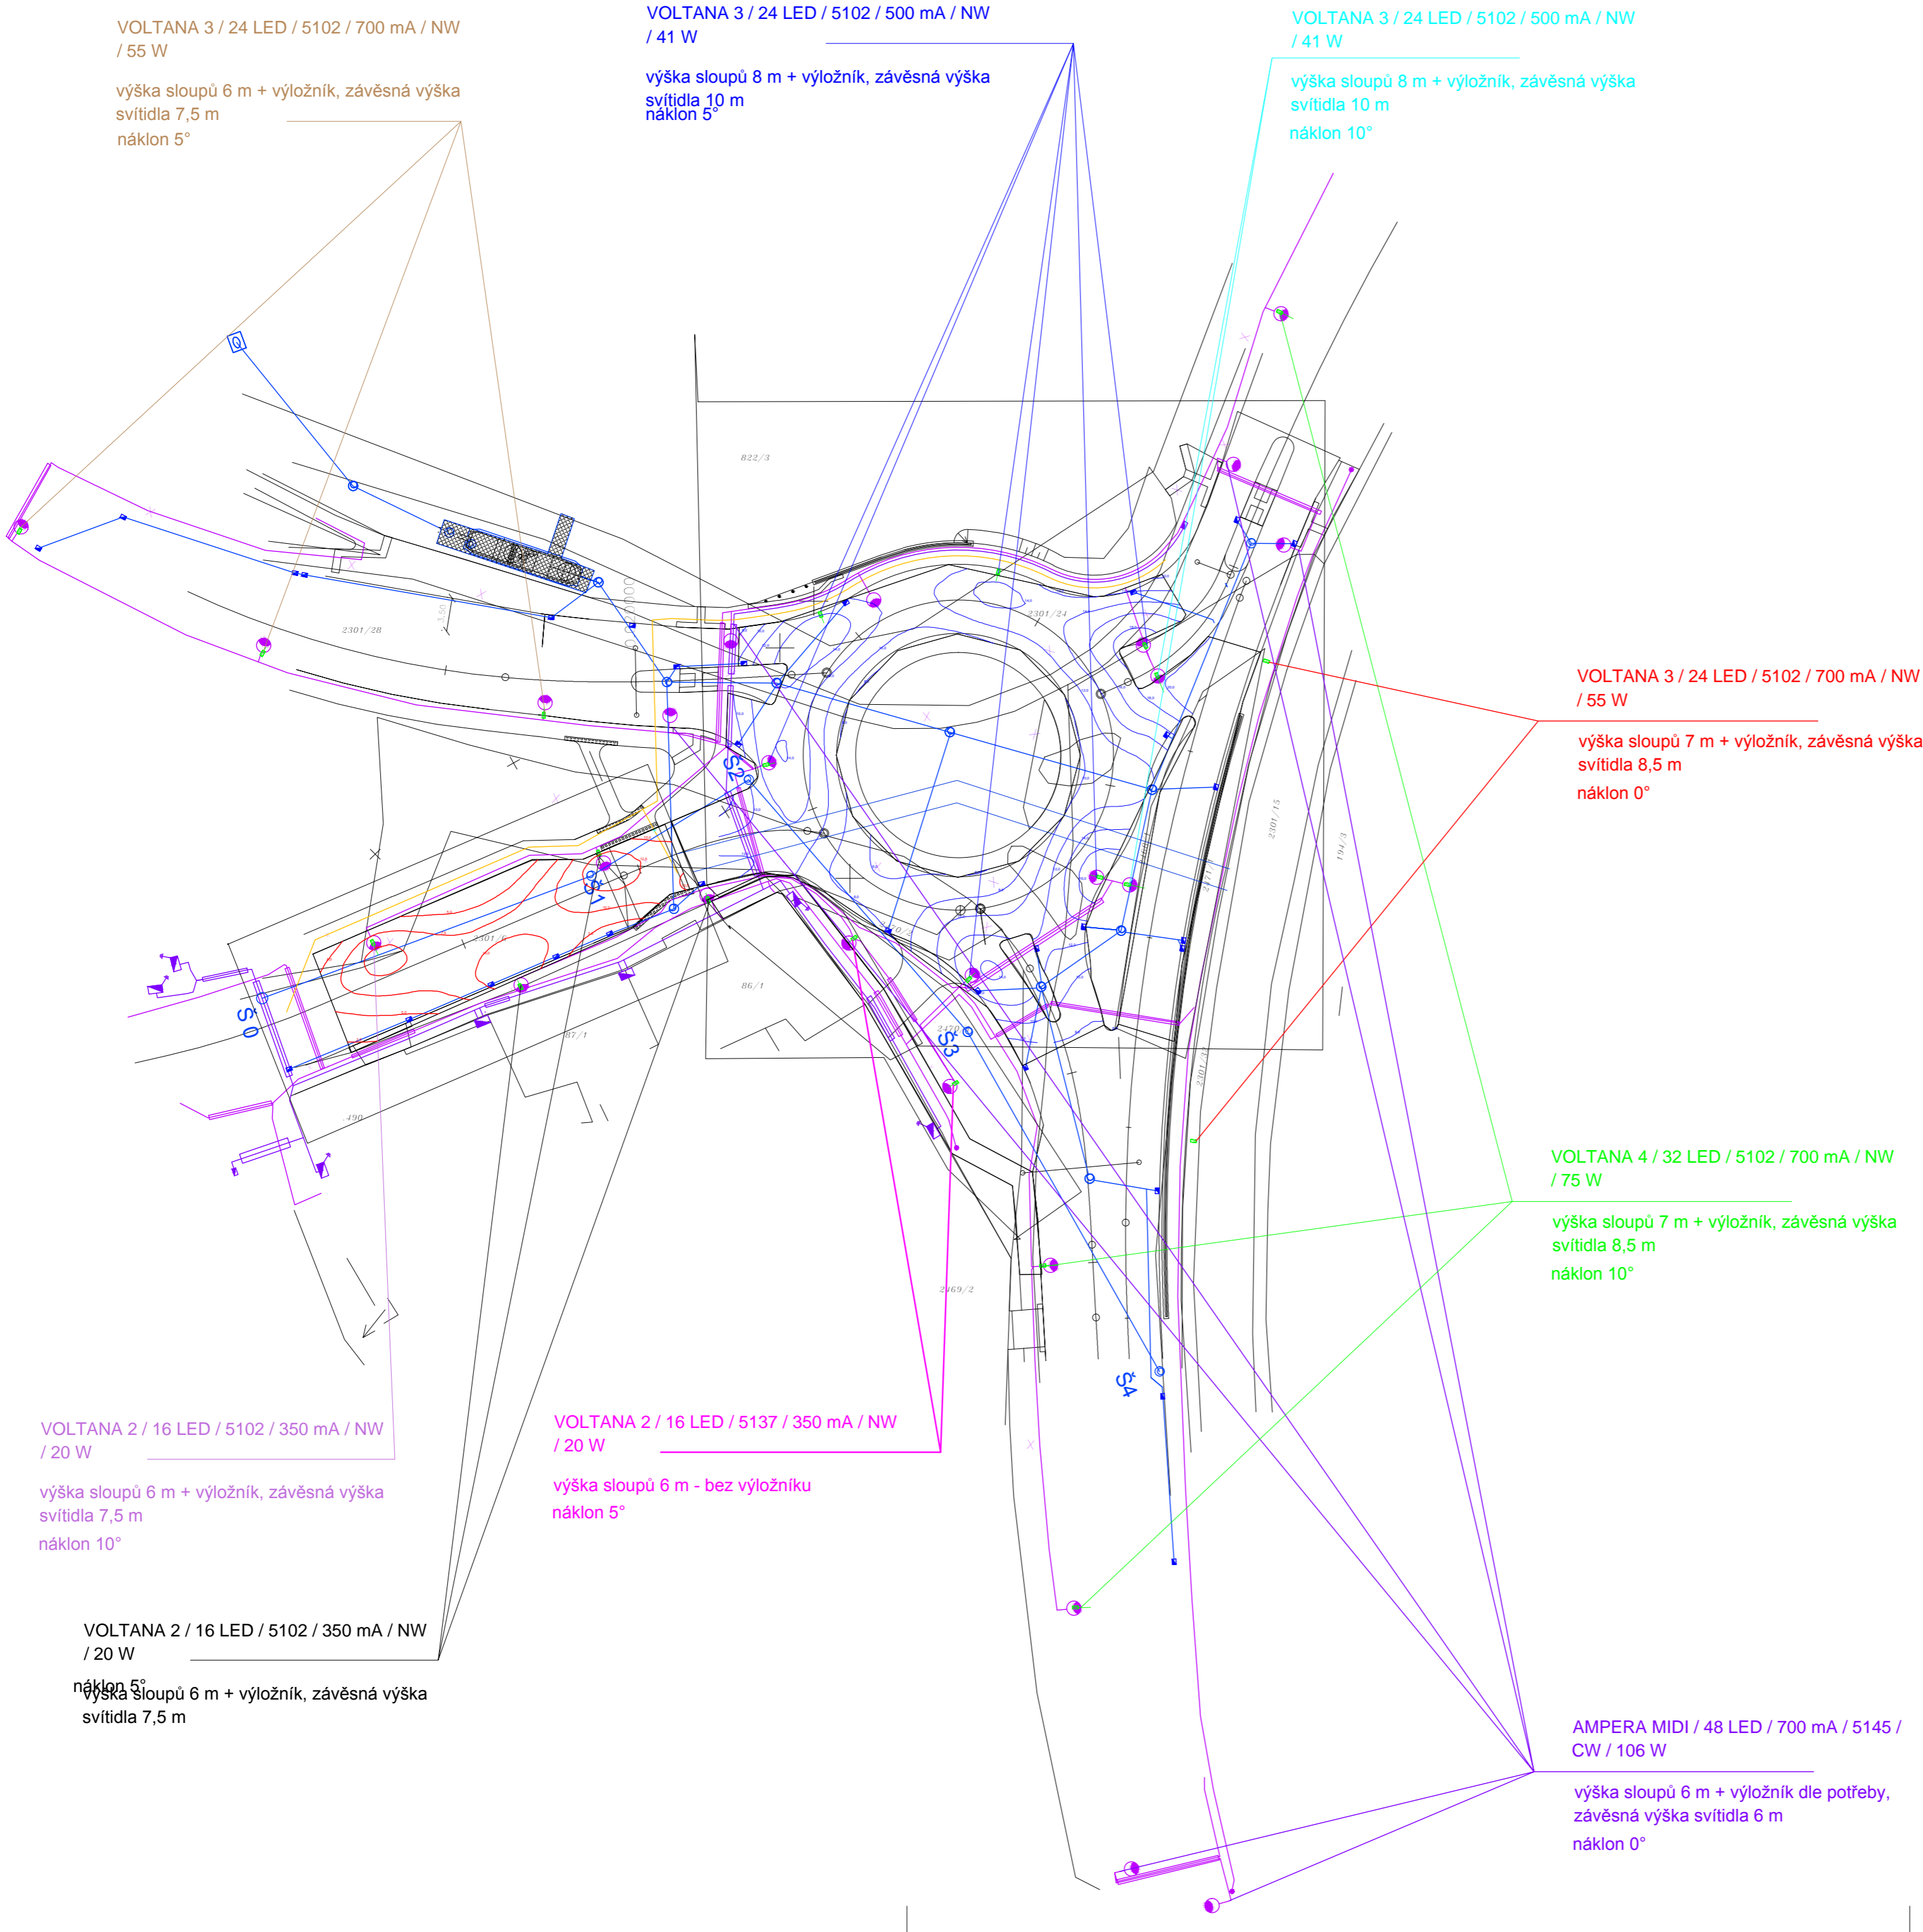 VOLTANA 3 / 24 LED / 5102 / 700 mA / NW
/ 55 W
výška sloupů 6 m + výložník, závěsná výška
svítidla 7,5 m
náklon 5°
VOLTANA 3 / 24 LED / 5102 / 500 mA / NW
/ 41 W
výška sloupů 8 m + výložník, závěsná výška
svítidla 10 m
náklon 5°
VOLTANA 3 / 24 LED / 5102 / 500 mA / NW
/ 41 W
výška sloupů 8 m + výložník, závěsná výška
svítidla 10 m
náklon 10°
822/3
2301/24
2301/28
3,50
Š2
Š1
2301/6
Š 0
87/1
86/1
.490
Š3
2301/15
194/3
2469/2
Š4
VOLTANA 3 / 24 LED / 5102 / 700 mA / NW
/ 55 W
výška sloupů 7 m + výložník, závěsná výška
svítidla 8,5 m
náklon 0°
VOLTANA 4 / 32 LED / 5102 / 700 mA / NW
/ 75 W
výška sloupů 7 m + výložník, závěsná výška
svítidla 8,5 m
náklon 10°
VOLTANA 2 / 16 LED / 5102 / 350 mA / NW
/ 20 W
výška sloupů 6 m + výložník, závěsná výška
svítidla 7,5 m
náklon 10°
VOLTANA 2 / 16 LED / 5137 / 350 mA / NW
/ 20 W
výška sloupů 6 m - bez výložníku
náklon 5°
VOLTANA 2 / 16 LED / 5102 / 350 mA / NW
/ 20 W
náklon 5°
výška sloupů 6 m + výložník, závěsná výška
svítidla 7,5 m
AMPERA MIDI / 48 LED / 700 mA / 5145 /
CW / 106 W
výška sloupů 6 m + výložník dle potřeby,
závěsná výška svítidla 6 m
náklon 0°